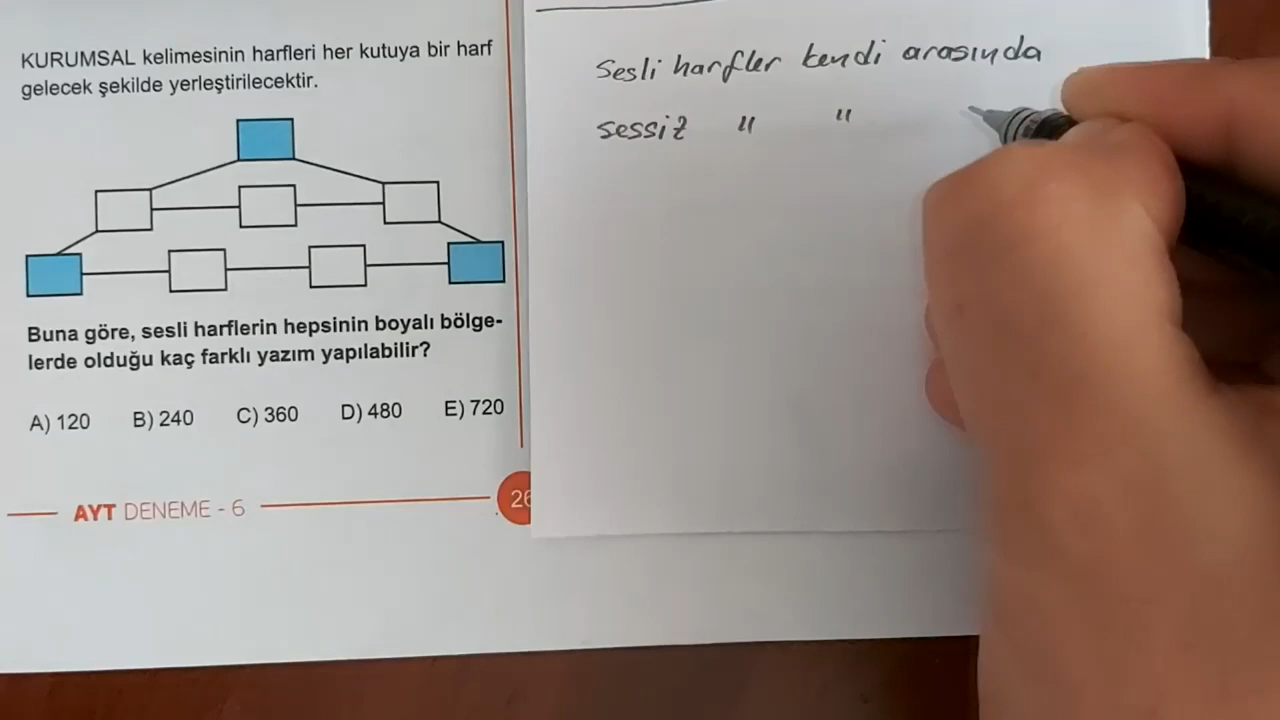 KURUMSAL kelimesinin harfleri her kutuya bir harf
gelecek şekilde yerleştirilecektir.
Buna göre, sesli harflerin hepsinin boyalı bölge-
lerde olduğu kaç farklı yazım yapılabilir?
A) 120 B) 240 C) 360 D) 480 E) 720
AYT DENEME - 6
26
Sesli harfler kendi arasında
sessiz " "